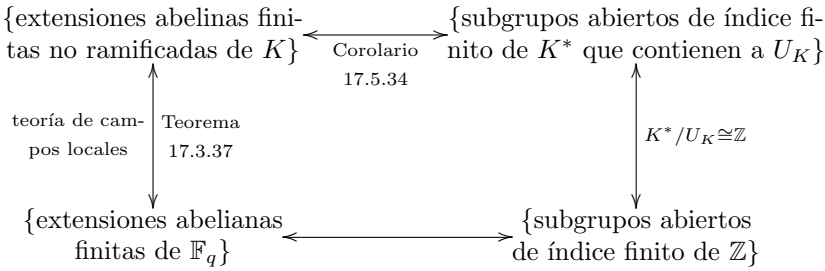 {extensiones abelinas fini-
tas no ramificadas de K}
Corolario
17.5.34
{subgrupos abiertos de índice fi-
nito de K* que contienen a U_K}
teoría de cam-
pos locales
Teorema
17.3.37
K*/U_K≅ℤ
{extensiones abelianas
finitas de 𝔽_q}
{subgrupos abiertos
de índice finito de ℤ}